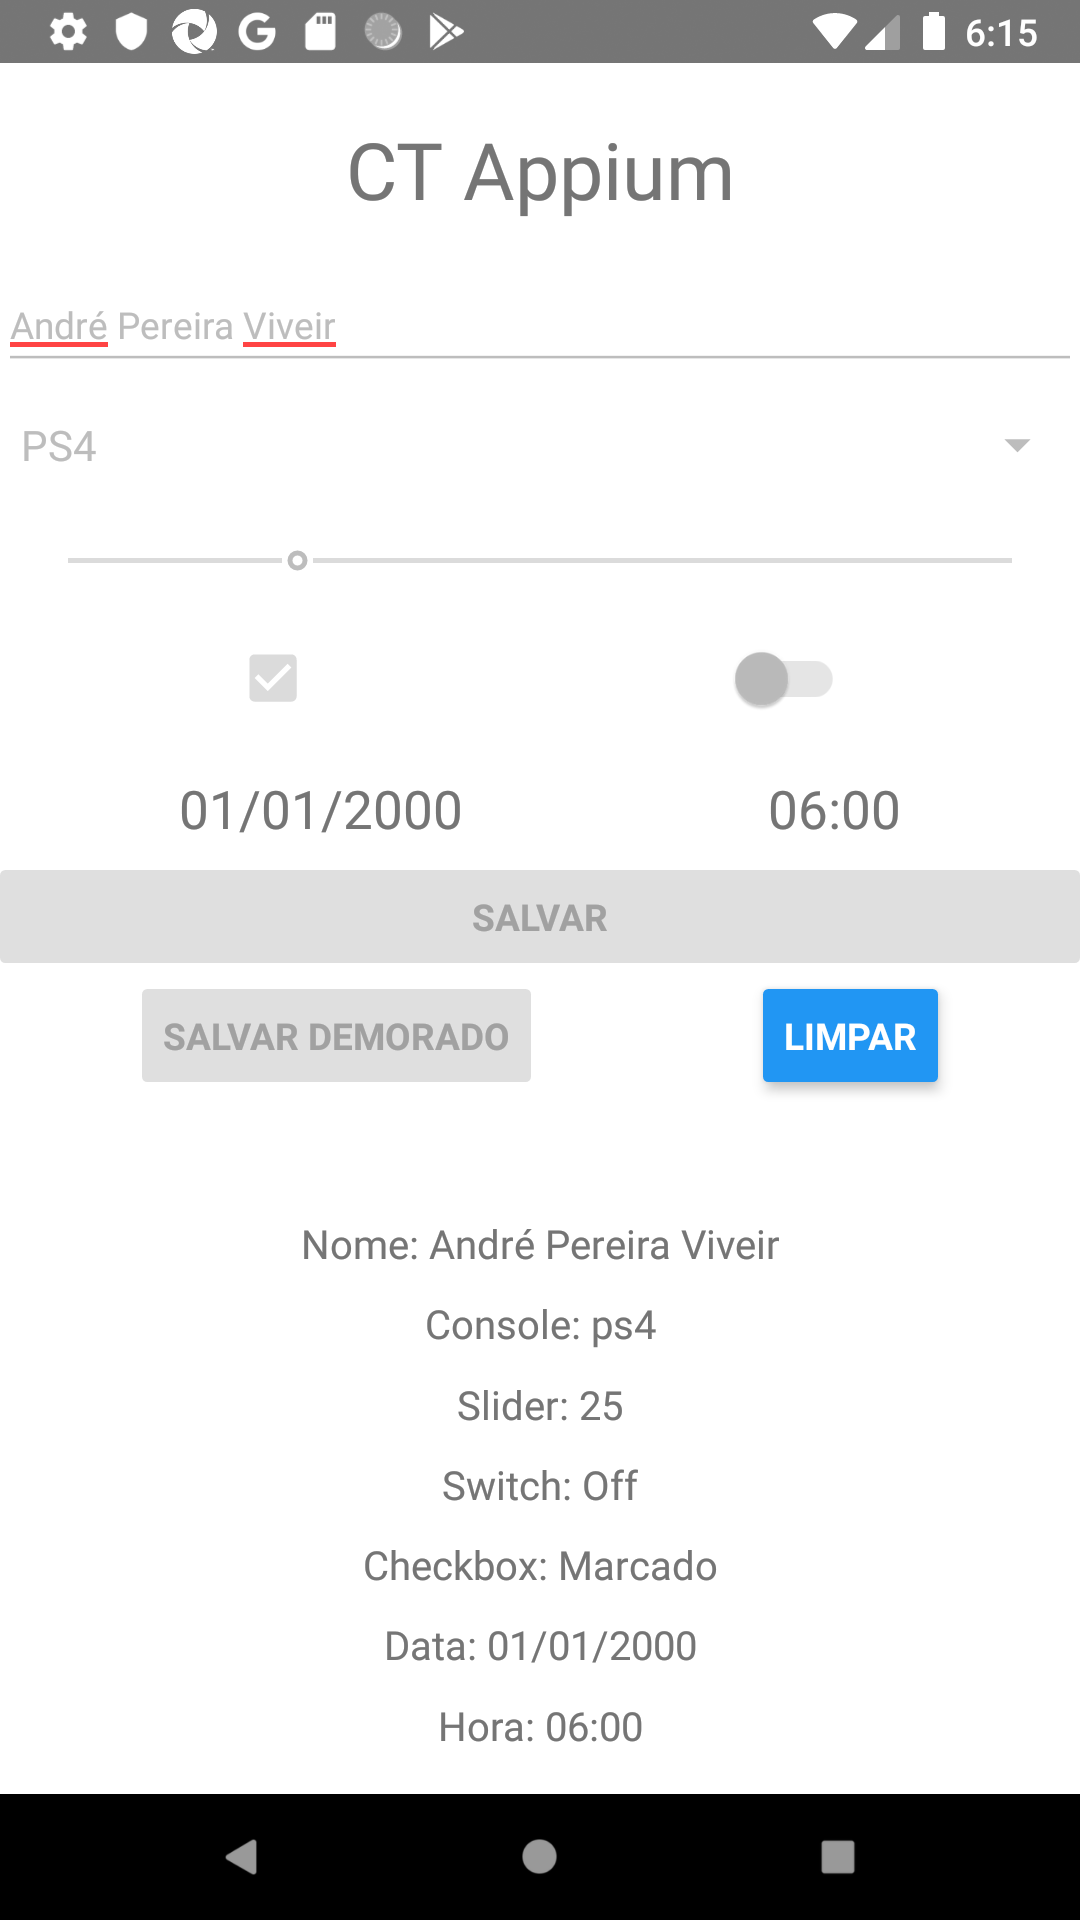 6:15
CT Appium
André Pereira Viveir
PS4
01/01/2000 06:00
SALVAR
SALVAR DEMORADO LIMPAR
Nome: André Pereira Viveir
Console: ps4
Slider: 25
Switch: Off
Checkbox: Marcado
Data: 01/01/2000
Hora: 06:00